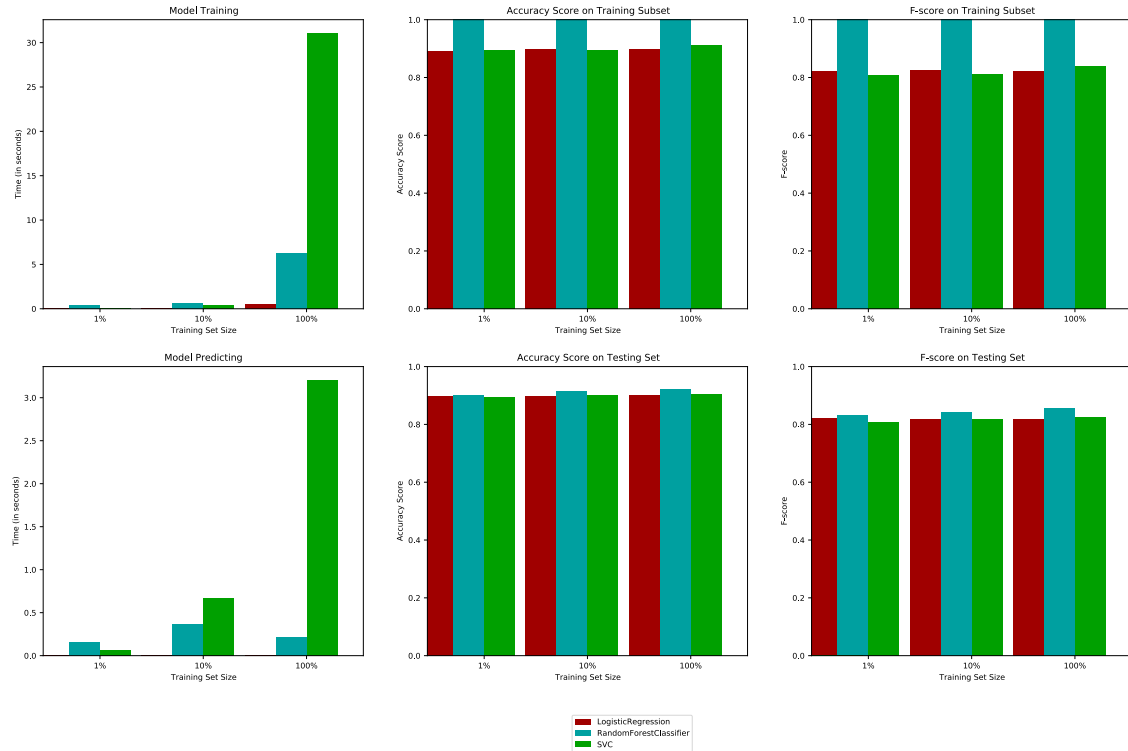 Model Training
Time (in seconds)
30
25
20
15
10
5
0
1%
10%
100%
Training Set Size
Accuracy Score on Training Subset
Accuracy Score
1.0
0.8
0.6
0.4
0.2
0.0
1%
10%
100%
Training Set Size
F-score on Training Subset
F-score
1.0
0.8
0.6
0.4
0.2
0.0
1%
10%
100%
Training Set Size
Model Predicting
Time (in seconds)
3.0
2.5
2.0
1.5
1.0
0.5
0.0
1%
10%
100%
Training Set Size
Accuracy Score on Testing Set
Accuracy Score
1.0
0.8
0.6
0.4
0.2
0.0
1%
10%
100%
Training Set Size
F-score on Testing Set
F-score
1.0
0.8
0.6
0.4
0.2
0.0
1%
10%
100%
Training Set Size
LogisticRegression
RandomForestClassifier
SVC